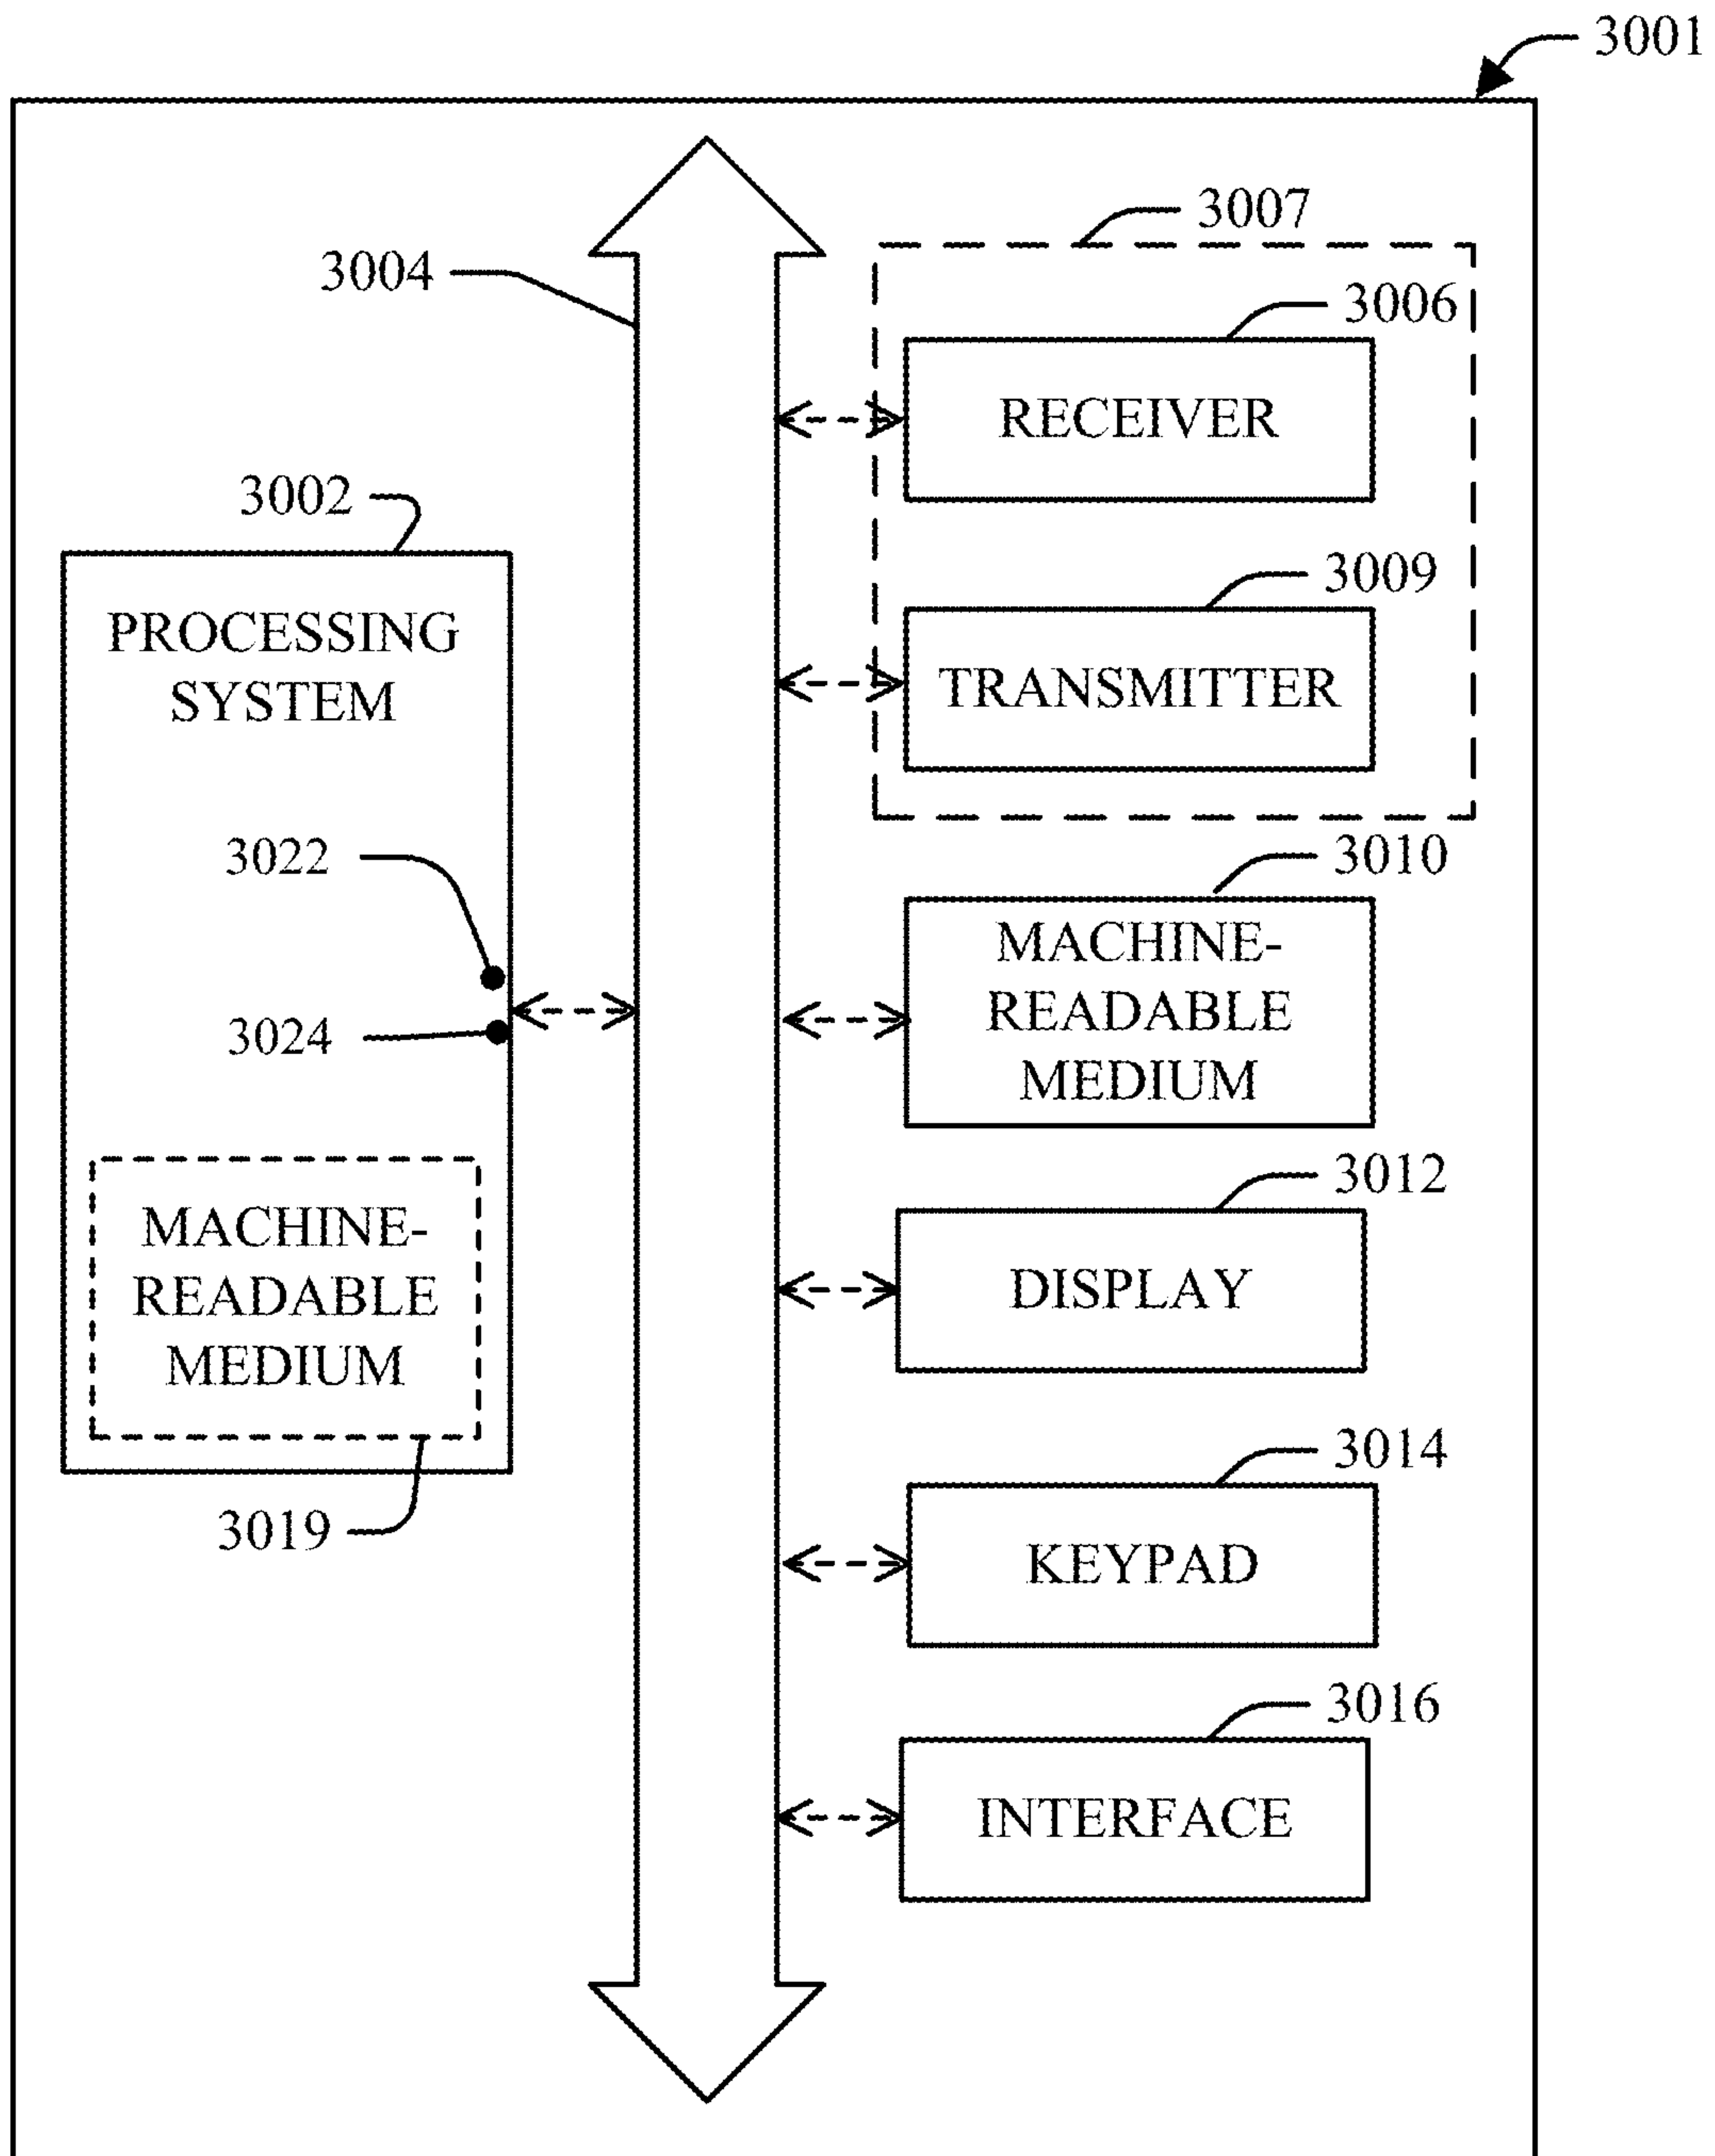 3001
3007
3004
3006
RECEIVER
3002
3009
PROCESSING
SYSTEM
TRANSMITTER
3022
3010
MACHINE-
READABLE
MEDIUM
3024
3012
MACHINE-
READABLE
MEDIUM
DISPLAY
3014
3019
KEYPAD
3016
INTERFACE